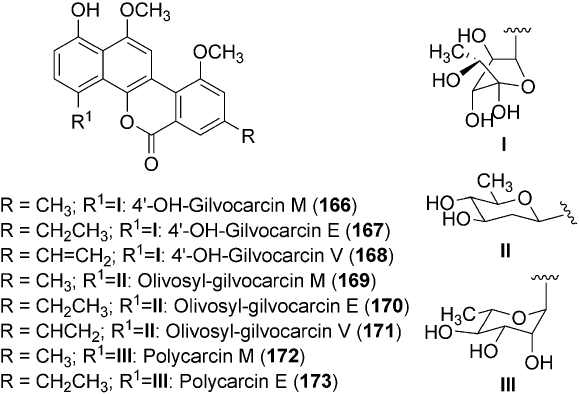 OH
OCH₃
OCH₃
R¹
O
O
R
HO
CH₃
HO
O
OH
OH
I
CH₃
HO
HO
O
II
CH₃
O
HO
HO
OH
III
R = CH₃; R¹=I: 4'-OH-Gilvocarcin M (166)
R = CH₂CH₃; R¹=I: 4'-OH-Gilvocarcin E (167)
R = CH=CH₂; R¹=I: 4'-OH-Gilvocarcin V (168)
R = CH₃; R¹=II: Olivosyl-gilvocarcin M (169)
R = CH₂CH₃; R¹=II: Olivosyl-gilvocarcin E (170)
R = CHCH₂; R¹=II: Olivosyl-gilvocarcin V (171)
R = CH₃; R¹=III: Polycarcin M (172)
R = CH₂CH₃; R¹=III: Polycarcin E (173)